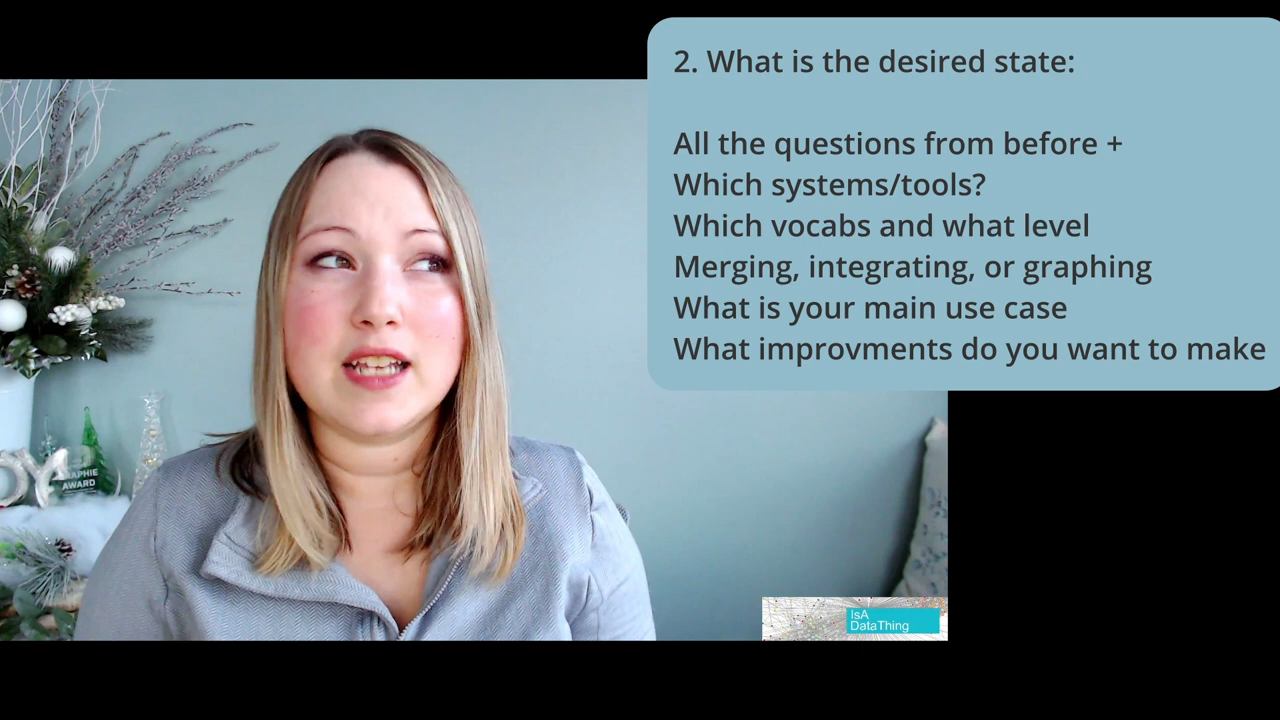 2. What is the desired state:
All the questions from before +
Which systems/tools?
Which vocabs and what level
Merging, integrating, or graphing
What is your main use case
What improvments do you want to make
APHIE
AWARD
IsA
DataThing